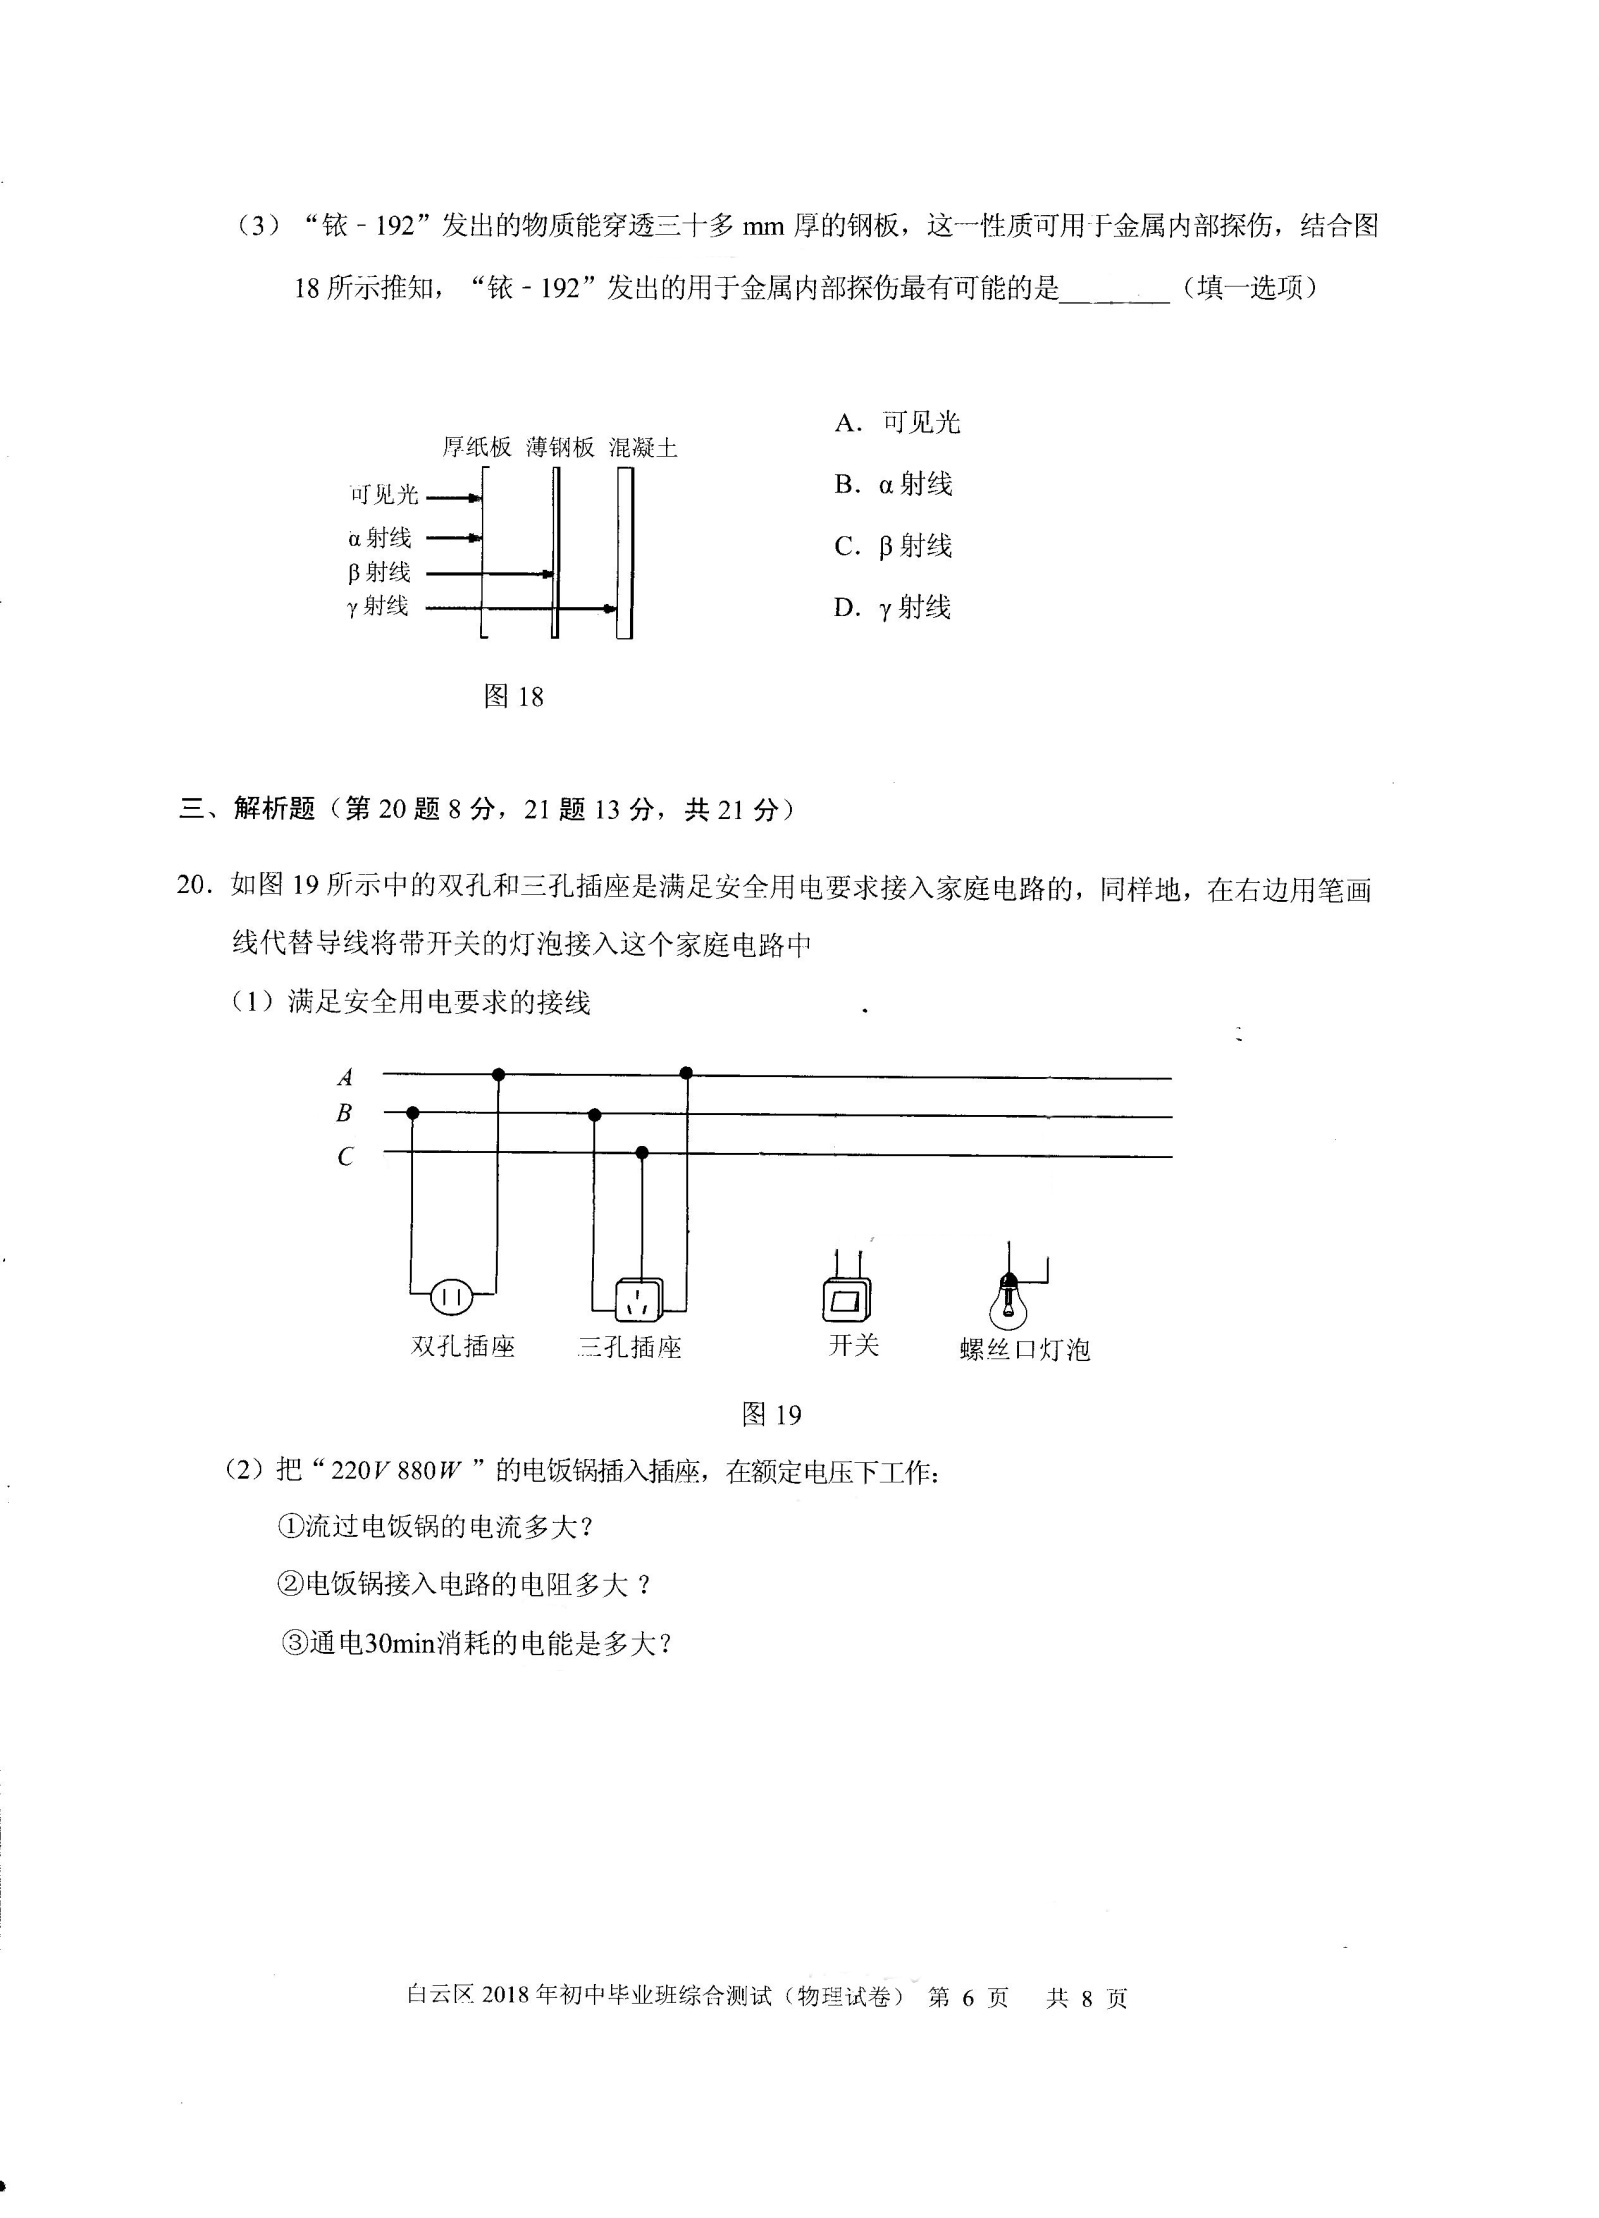 （3）“铱﹣192”发出的物质能穿透三十多 mm 厚的钢板，这一性质可用于金属内部探伤，结合图
18 所示推知，“铱﹣192”发出的用于金属内部探伤最有可能的是________（填一选项）
A．可见光
B．α射线
C．β射线
D．γ射线
厚纸板 薄钢板 混凝土
可见光
α射线
β射线
γ射线
图 18
三、解析题（第 20 题 8 分，21 题 13 分，共 21 分）
20．如图 19 所示中的双孔和三孔插座是满足安全用电要求接入家庭电路的，同样地，在右边用笔画
线代替导线将带开关的灯泡接入这个家庭电路中
（1）满足安全用电要求的接线
A
B
C
双孔插座 三孔插座 开关 螺丝口灯泡
图 19
（2）把“220V 880W ”的电饭锅插入插座，在额定电压下工作：
①流过电饭锅的电流多大？
②电饭锅接入电路的电阻多大？
③通电30min消耗的电能是多大？
白云区 2018 年初中毕业班综合测试（物理试卷） 第 6 页 共 8 页